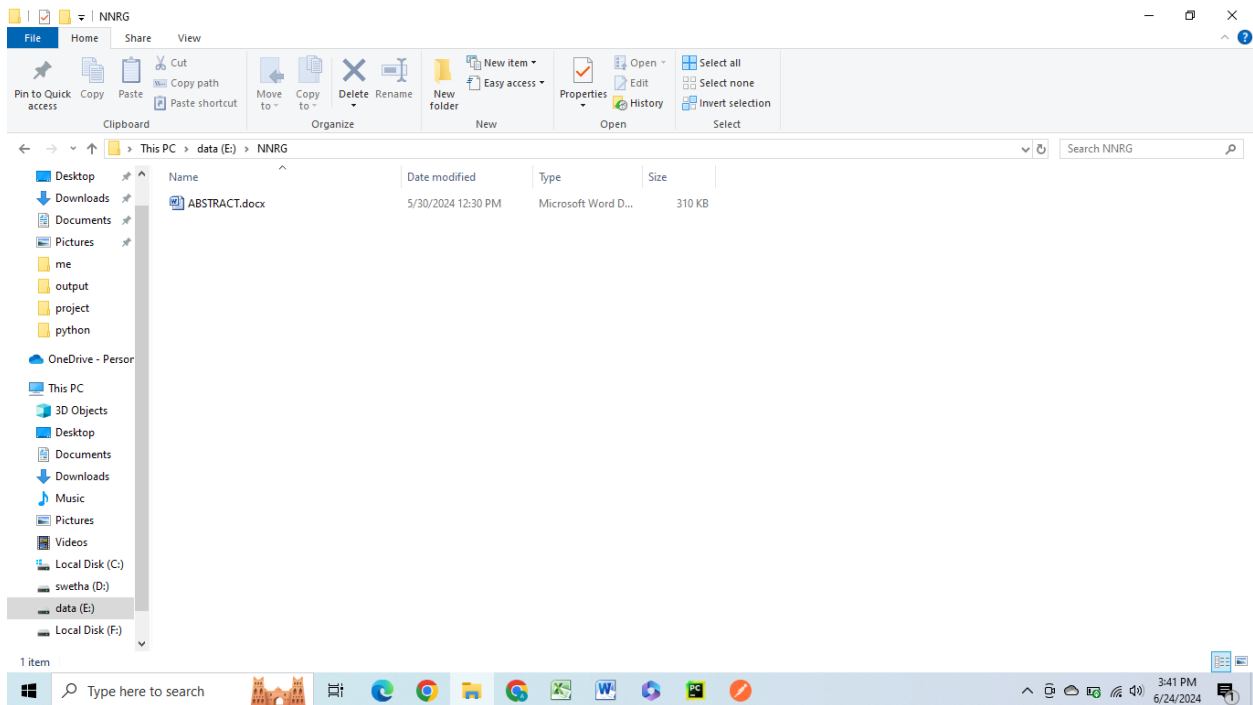 NNRG
File Home Share View
Pin to Quick access
Copy
Paste
Cut
Copy path
Paste shortcut
Clipboard
Move to
Copy to
Delete
Rename
Organize
New folder
New item
Easy access
New
Properties
Open
Edit
History
Open
Select all
Select none
Invert selection
Select
This PC > data (E:) > NNRG
Search NNRG
Desktop
Downloads
Documents
Pictures
me
output
project
python
OneDrive - Person
This PC
3D Objects
Desktop
Documents
Downloads
Music
Pictures
Videos
Local Disk (C:)
swetha (D:)
data (E:)
Local Disk (F:)
Name Date modified Type Size
ABSTRACT.docx 5/30/2024 12:30 PM Microsoft Word D... 310 KB
1 item
Type here to search
3:41 PM
6/24/2024
1